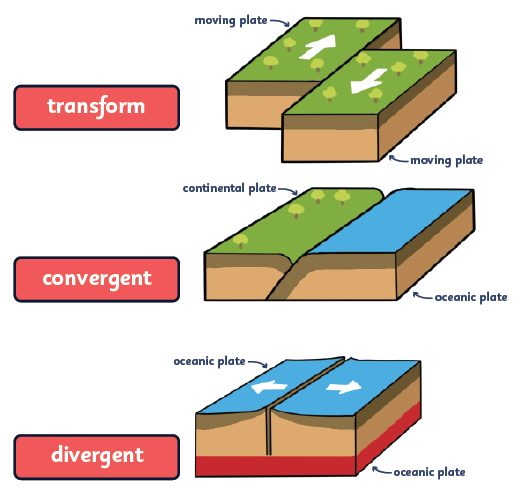 moving plate
transform
moving plate
continental plate
convergent
oceanic plate
oceanic plate
divergent
oceanic plate